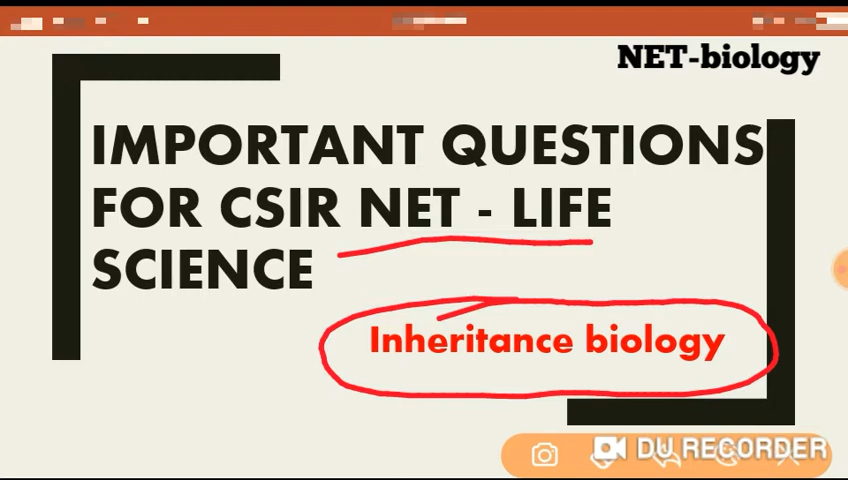 NET-biology
IMPORTANT QUESTIONS
FOR CSIR NET - LIFE
SCIENCE
Inheritance biology
DU RECORDER